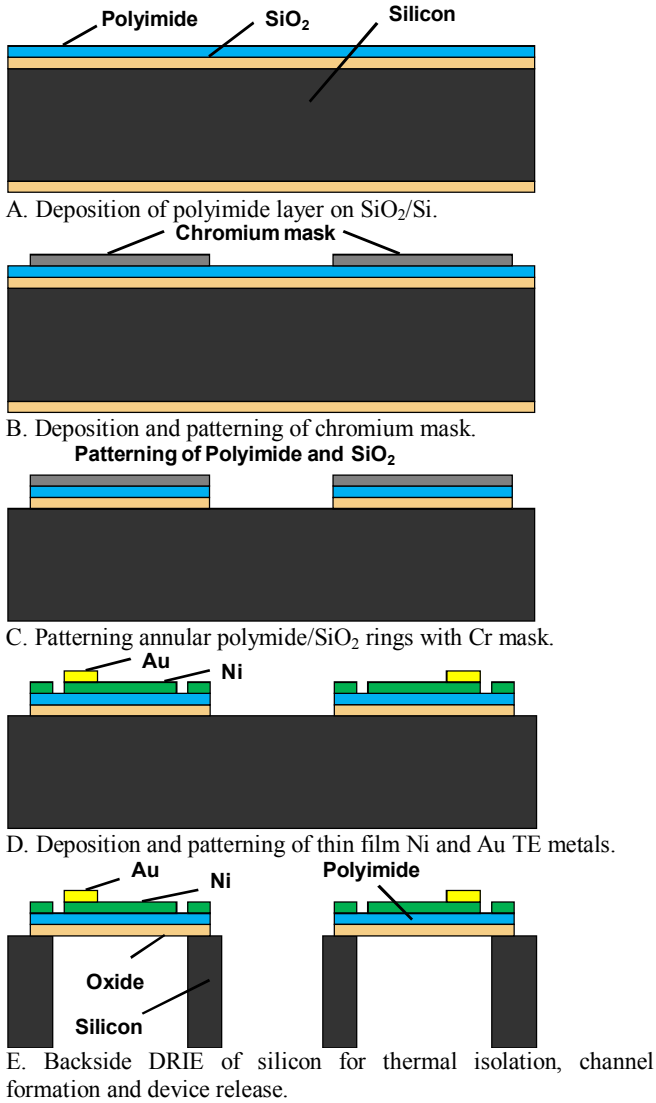 Polyimide SiO₂ Silicon
A. Deposition of polyimide layer on SiO₂/Si.
Chromium mask
B. Deposition and patterning of chromium mask.
Patterning of Polyimide and SiO₂
C. Patterning annular polymide/SiO₂ rings with Cr mask.
Au
Ni
D. Deposition and patterning of thin film Ni and Au TE metals.
Au
Ni
Polyimide
Oxide
Silicon
E. Backside DRIE of silicon for thermal isolation, channel
formation and device release.